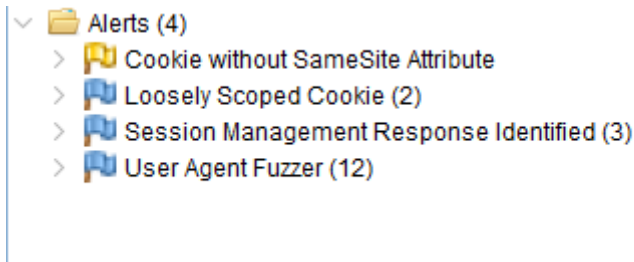 Alerts (4)
Cookie without SameSite Attribute
Loosely Scoped Cookie (2)
Session Management Response Identified (3)
User Agent Fuzzer (12)